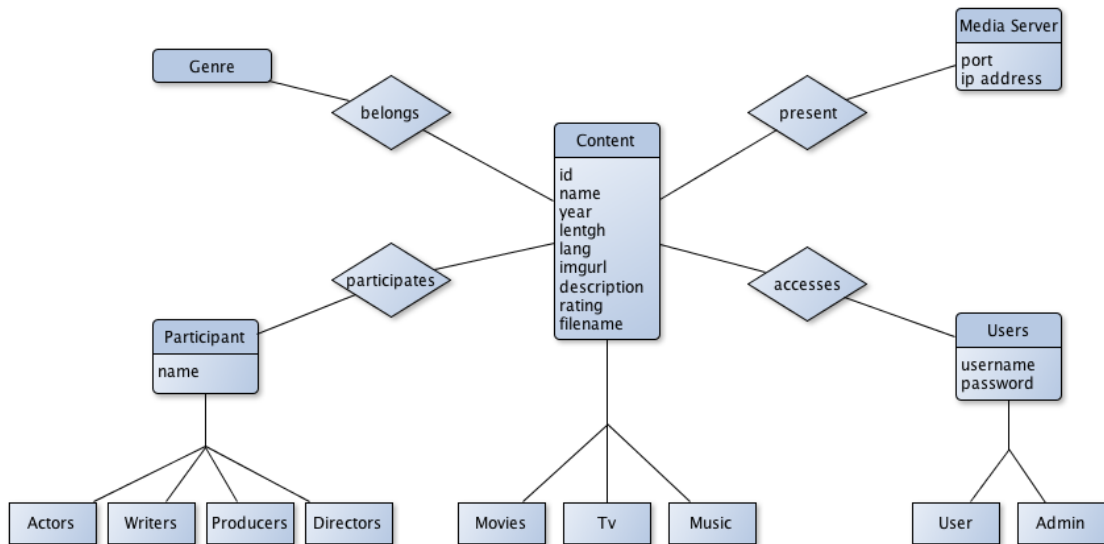 Media Server
port
ip address
Genre
belongs
present
Content
id
name
year
lentgh
lang
imgurl
description
rating
filename
participates
accesses
Participant
name
Users
username
password
Actors
Writers
Producers
Directors
Movies
Tv
Music
User
Admin